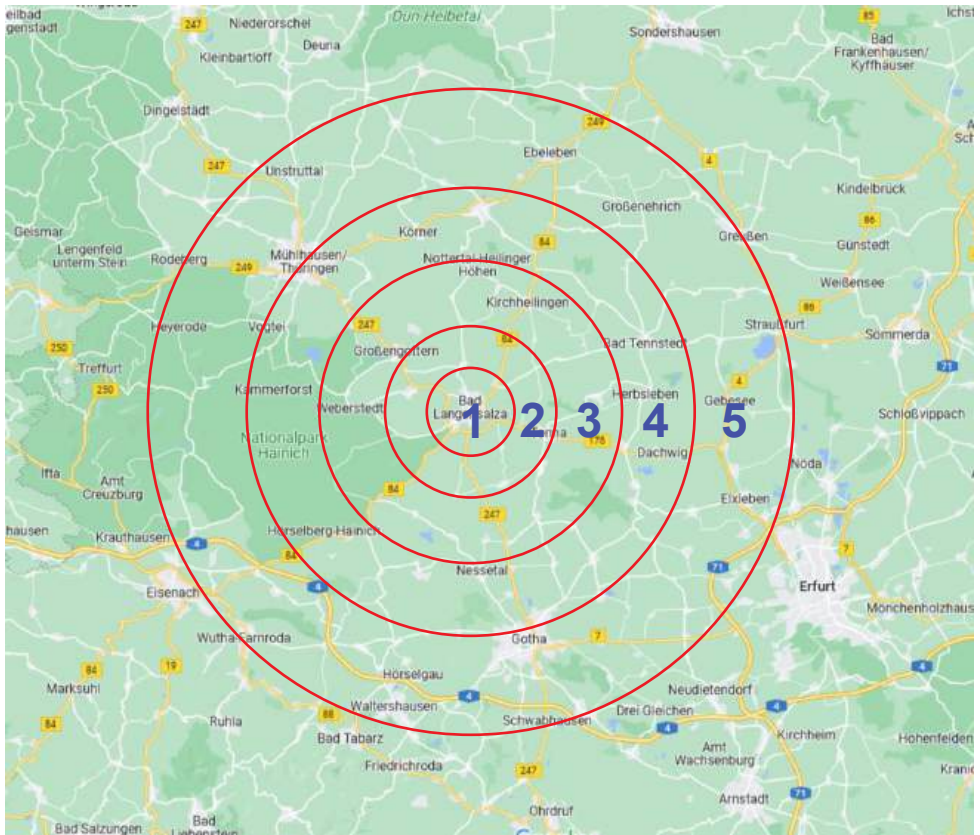 eilbad
genstadt
247
Niederorschel
Deuna
Kleinbartloff
Dün-Helbetal
Sondershausen
85
Bad
Frankenhausen/
Kyffhäuser
Dingelstädt
247
Unstruttal
249
Ebeleben
4
Kindelbrück
Geismar
Lengenfeld
unterm Stein
Rodeberg
249
Mühlhausen/
Thüringen
Körner
84
Großenehrich
Greußen
86
Günstedt
Nottertal-Heilinger
Höhen
Weißensee
Heyerode
Vogtei
247
Kirchheilingen
Straußfurt
Sömmerda
250
Treffurt
250
Großengottern
84
Bad Tennstedt
71
Kammerforst
Weberstedt
Bad
Langensalza
Herbsleben
4
Gebesee
Schloßvippach
1
2
3
4
5
Nationalpark
Hainich
176
Dachwig
Nöda
Ifta
Amt
Creuzburg
84
Elxleben
hausen
Krauthausen
4
Hörselberg-Hainich
247
84
7
Eisenach
4
Nessetal
71
Erfurt
Mönchenholzhaus
Wutha-Farnroda
Gotha
7
84
19
Hörselgau
4
4
Marksuhl
Waltershausen
Neudietendorf
4
84
Ruhla
88
Schwabhausen
Drei Gleichen
4
Kirchheim
Hohenfelden
Bad Tabarz
Amt
Wachsenburg
Friedrichroda
247
Kranic
71
Arnstadt
Bad Salzungen
Bad
Liebenstein
Ohrdruf